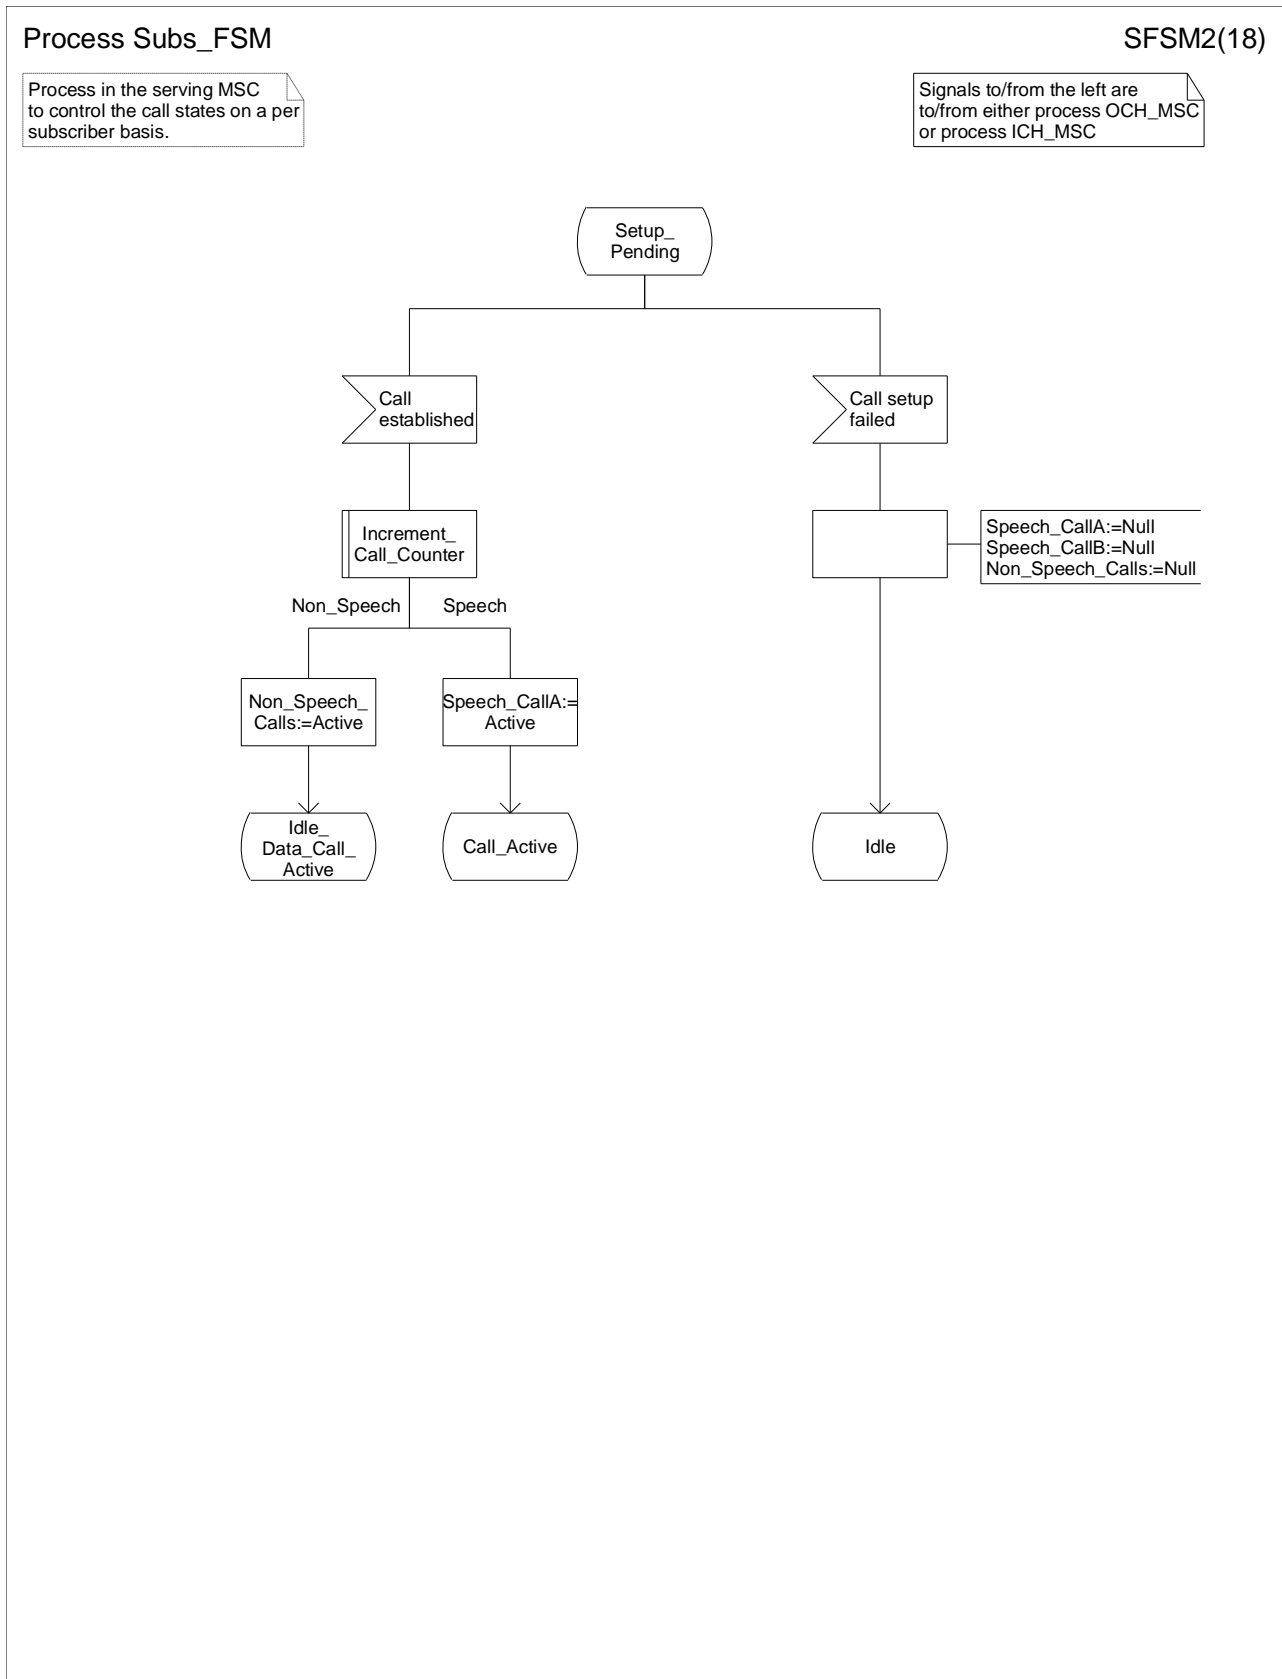 Process Subs_FSM
SFSM2(18)
Process in the serving MSC
to control the call states on a per
subscriber basis.
Signals to/from the left are
to/from either process OCH_MSC
or process ICH_MSC
Setup_
Pending
Call
established
Call setup
failed
Increment_
Call_Counter
Speech_CallA:=Null
Speech_CallB:=Null
Non_Speech_Calls:=Null
Non_Speech
Speech
Non_Speech_
Calls:=Active
Speech_CallA:=
Active
Idle_
Data_Call_
Active
Call_Active
Idle